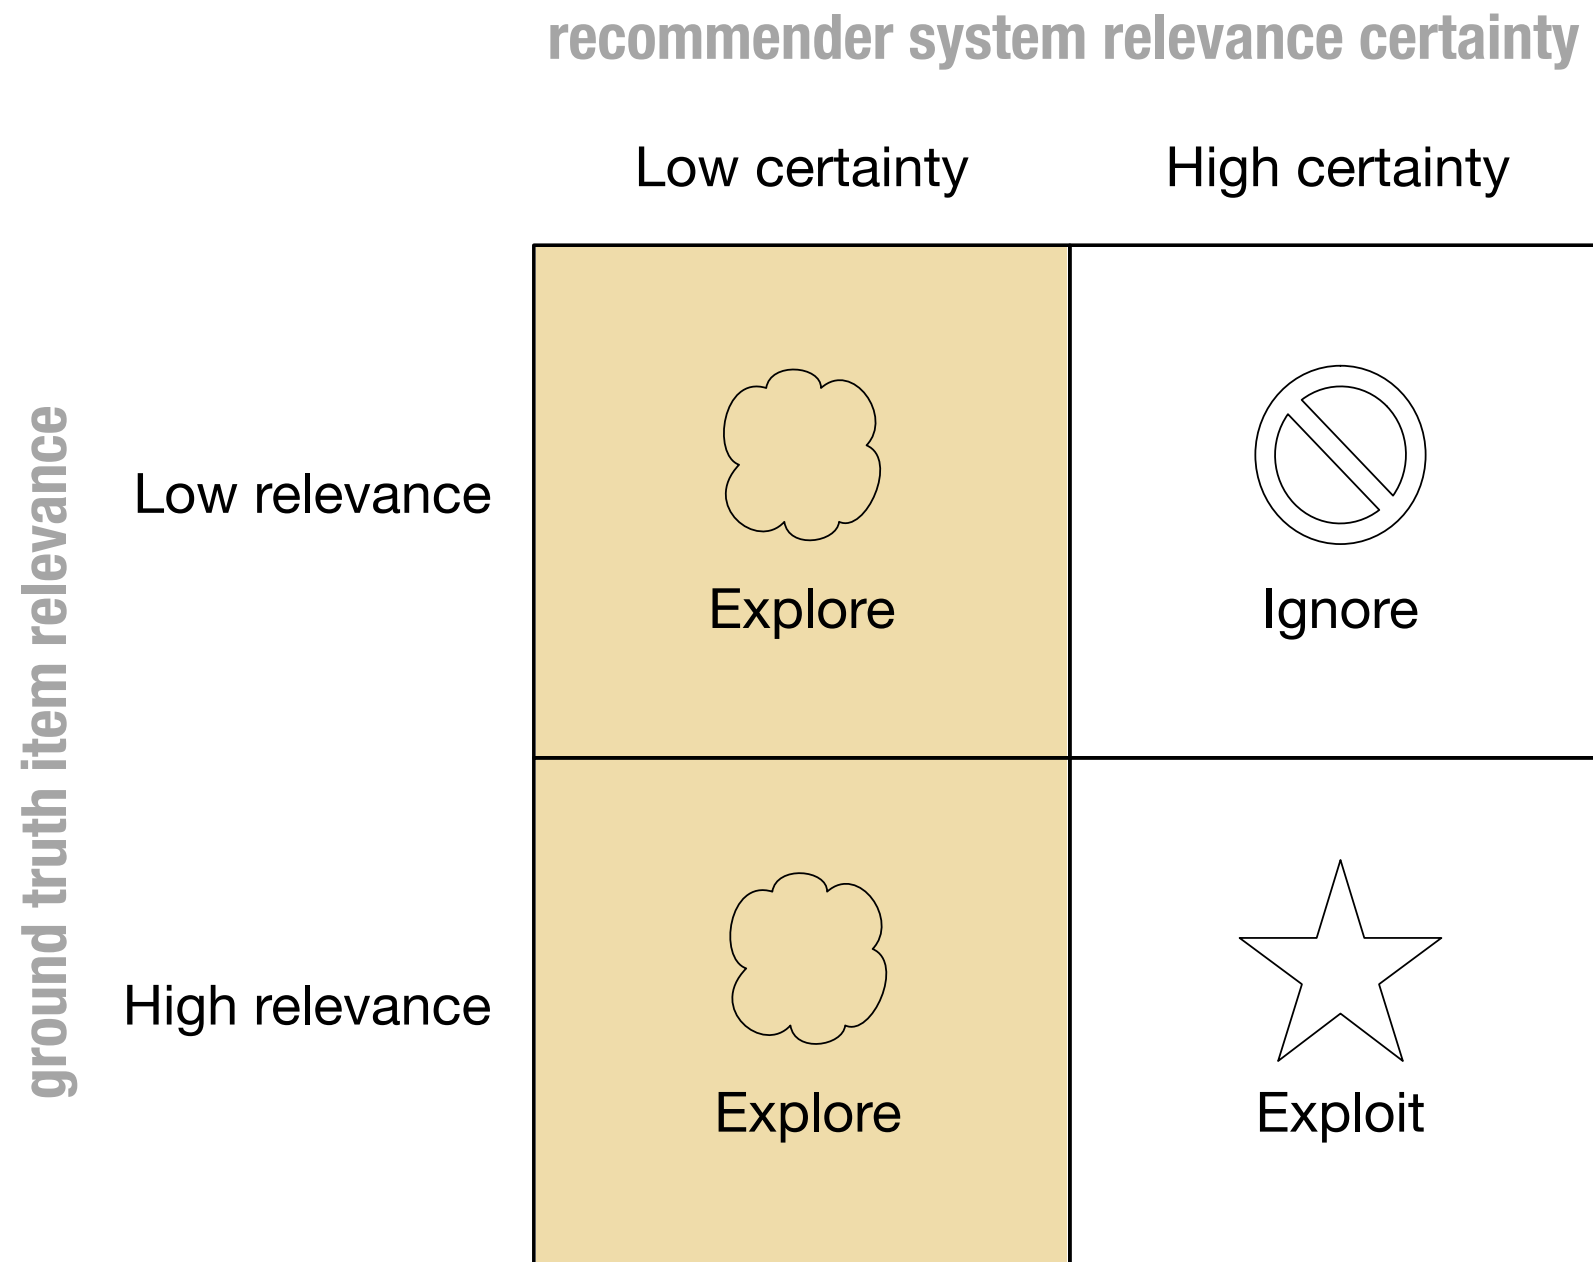 recommender system relevance certainty
Low certainty
High certainty
ground truth item relevance
Low relevance
Explore
Ignore
High relevance
Explore
Exploit